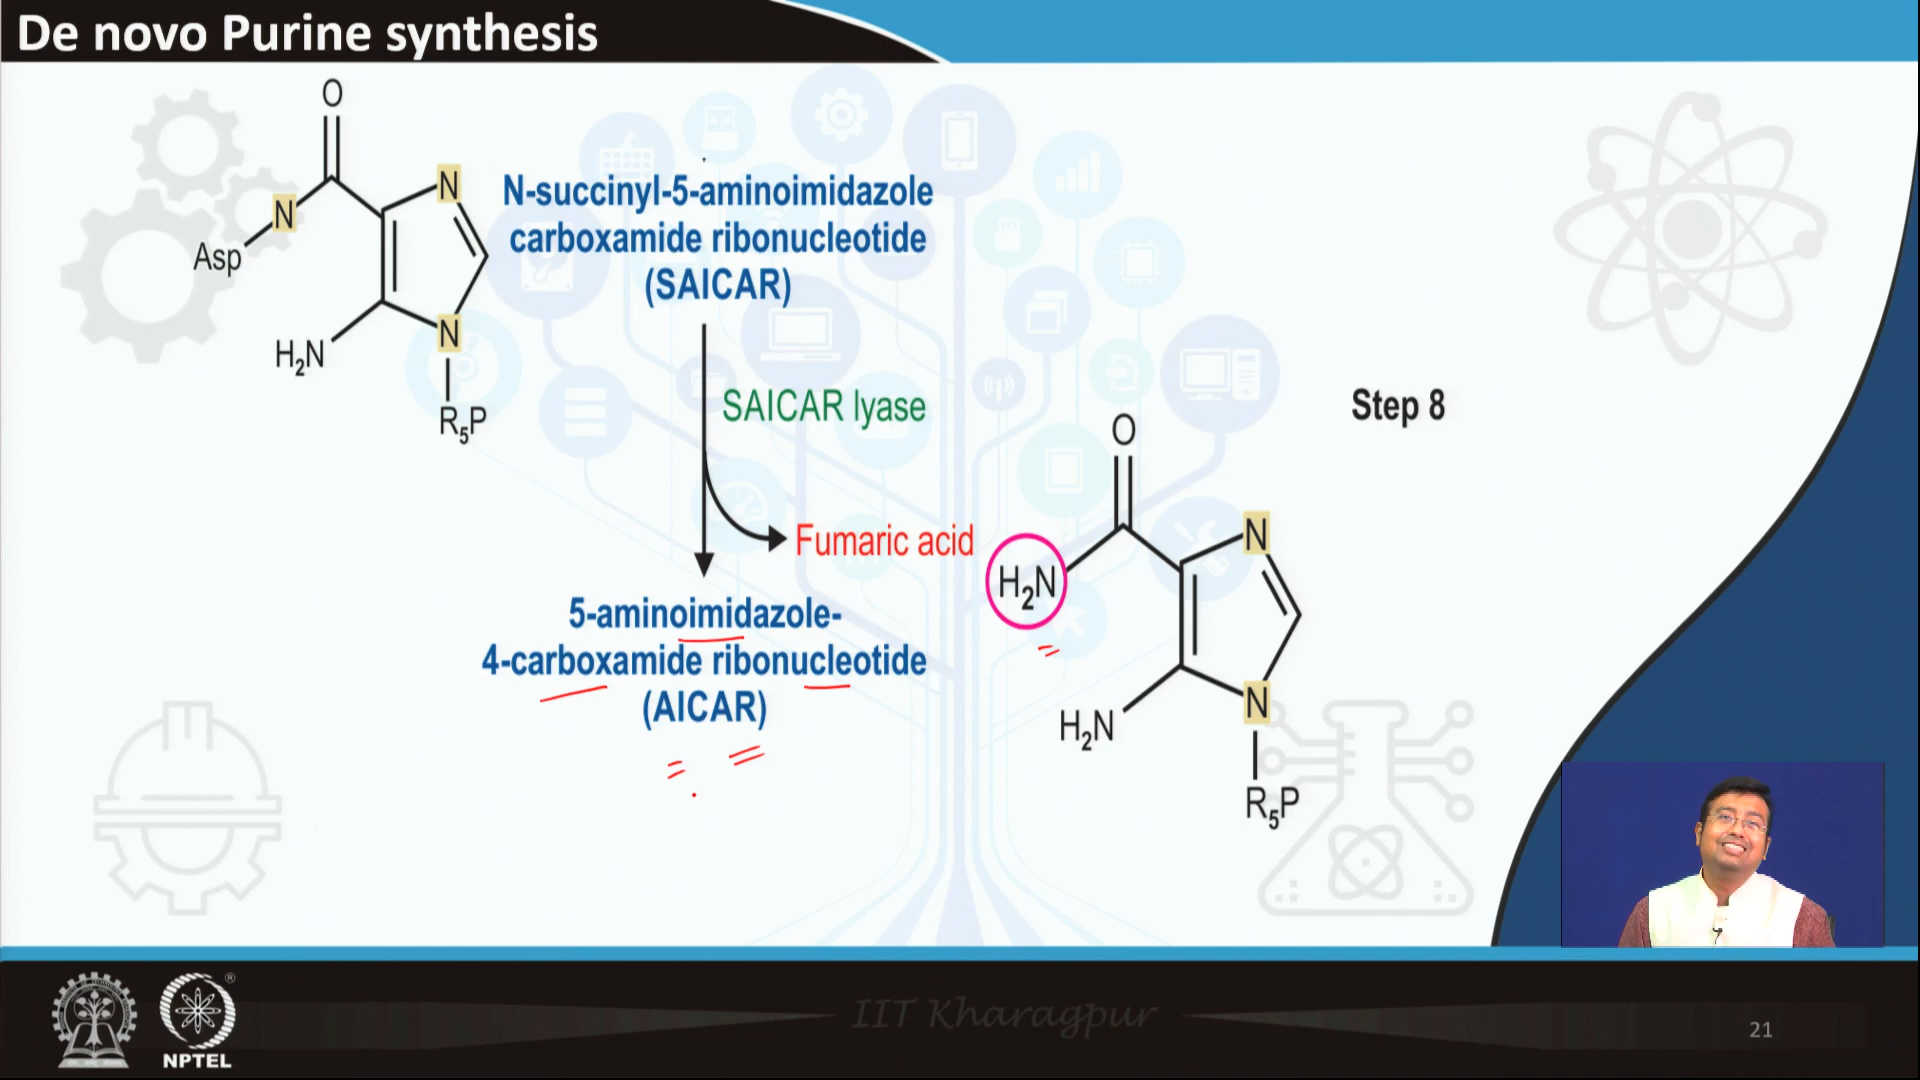 De novo Purine synthesis
O
N
N
Asp
N
H₂N
R₅P
N-succinyl-5-aminoimidazole
carboxamide ribonucleotide
(SAICAR)
SAICAR lyase
Fumaric acid
5-aminoimidazole-
4-carboxamide ribonucleotide
(AICAR)
Step 8
O
N
H₂N
N
H₂N
R₅P
IIT Kharagpur
NPTEL
®
21